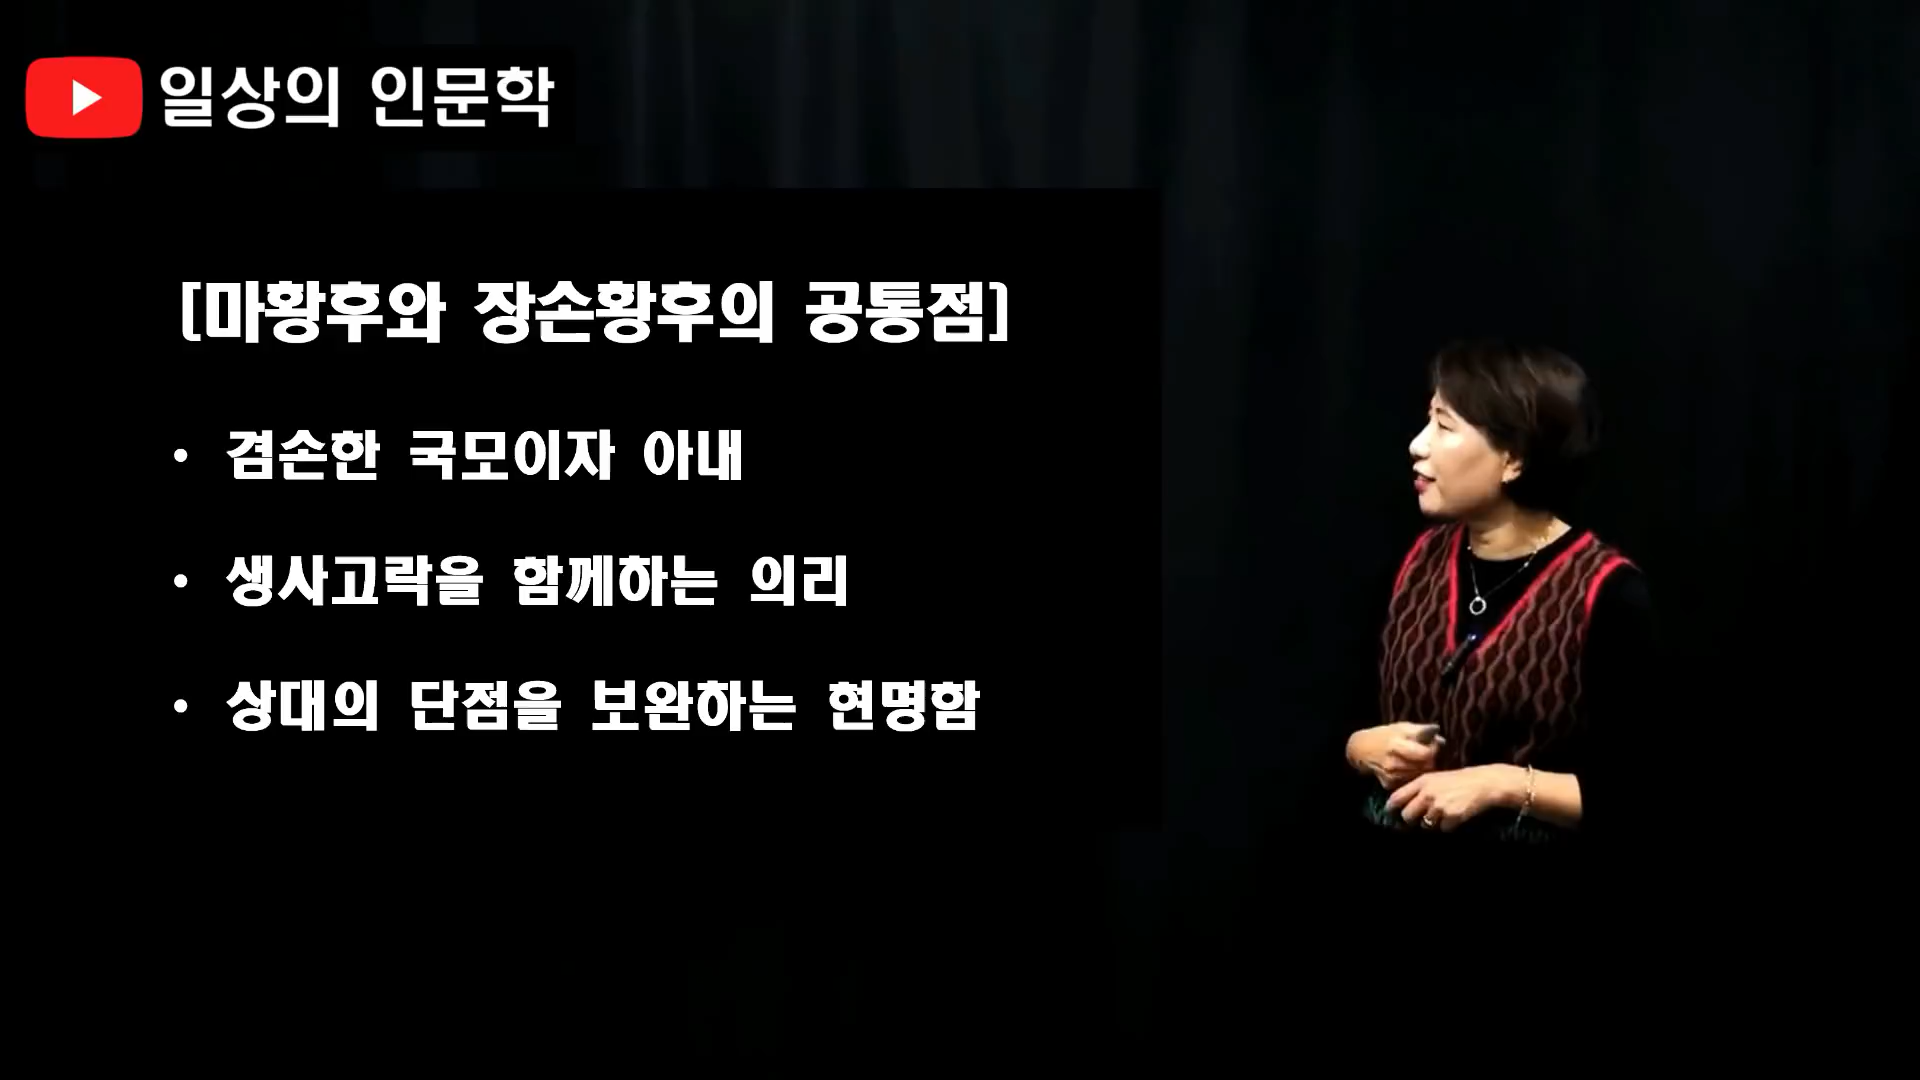 일상의 인문학
[마황후와 장손황후의 공통점]
• 겸손한 국모이자 아내
• 생사고락을 함께하는 의리
• 상대의 단점을 보완하는 현명함